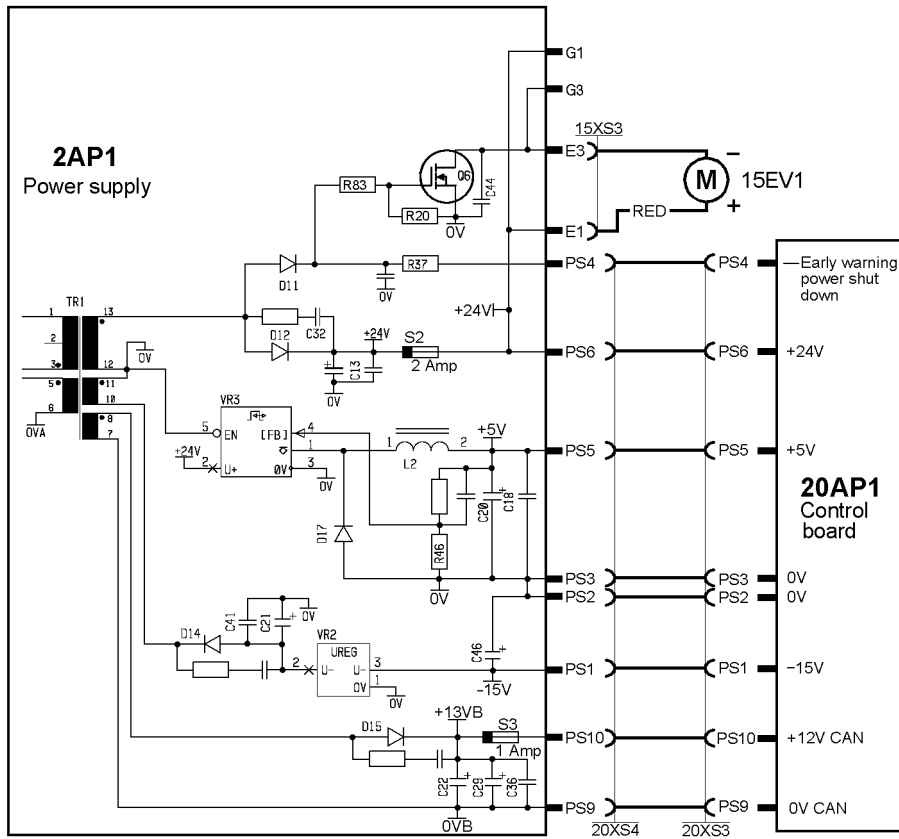 G1
G3
15XS3
2AP1
Power supply
R83
Q6
C44
E3
−
M
15EV1
+
R20
0V
RED
E1
D11
R37
0V
PS4
PS4
Early warning
power shut
down
TR1
1
13
2
3
12
0V
5
11
10
6
8
7
0VA
D12
C32
+24V
+24V
S2
2 Amp
C13
0V
PS6
PS6
+24V
VR3
5
EN
[FB]
4
1
+24V
2
U+
0V
3
0V
1
2
L2
+5V
PS5
PS5
+5V
20AP1
Control
board
D17
R46
C20
C18
0V
PS3
PS3
0V
PS2
PS2
0V
D14
C41
C21
0V
VR2
UREG
2
U-
U-
3
0V
1
0V
C46
-15V
PS1
PS1
−15V
+13VB
D15
S3
1 Amp
PS10
PS10
+12V CAN
C22
C29
C36
0VB
PS9
PS9
0V CAN
20XS4
20XS3